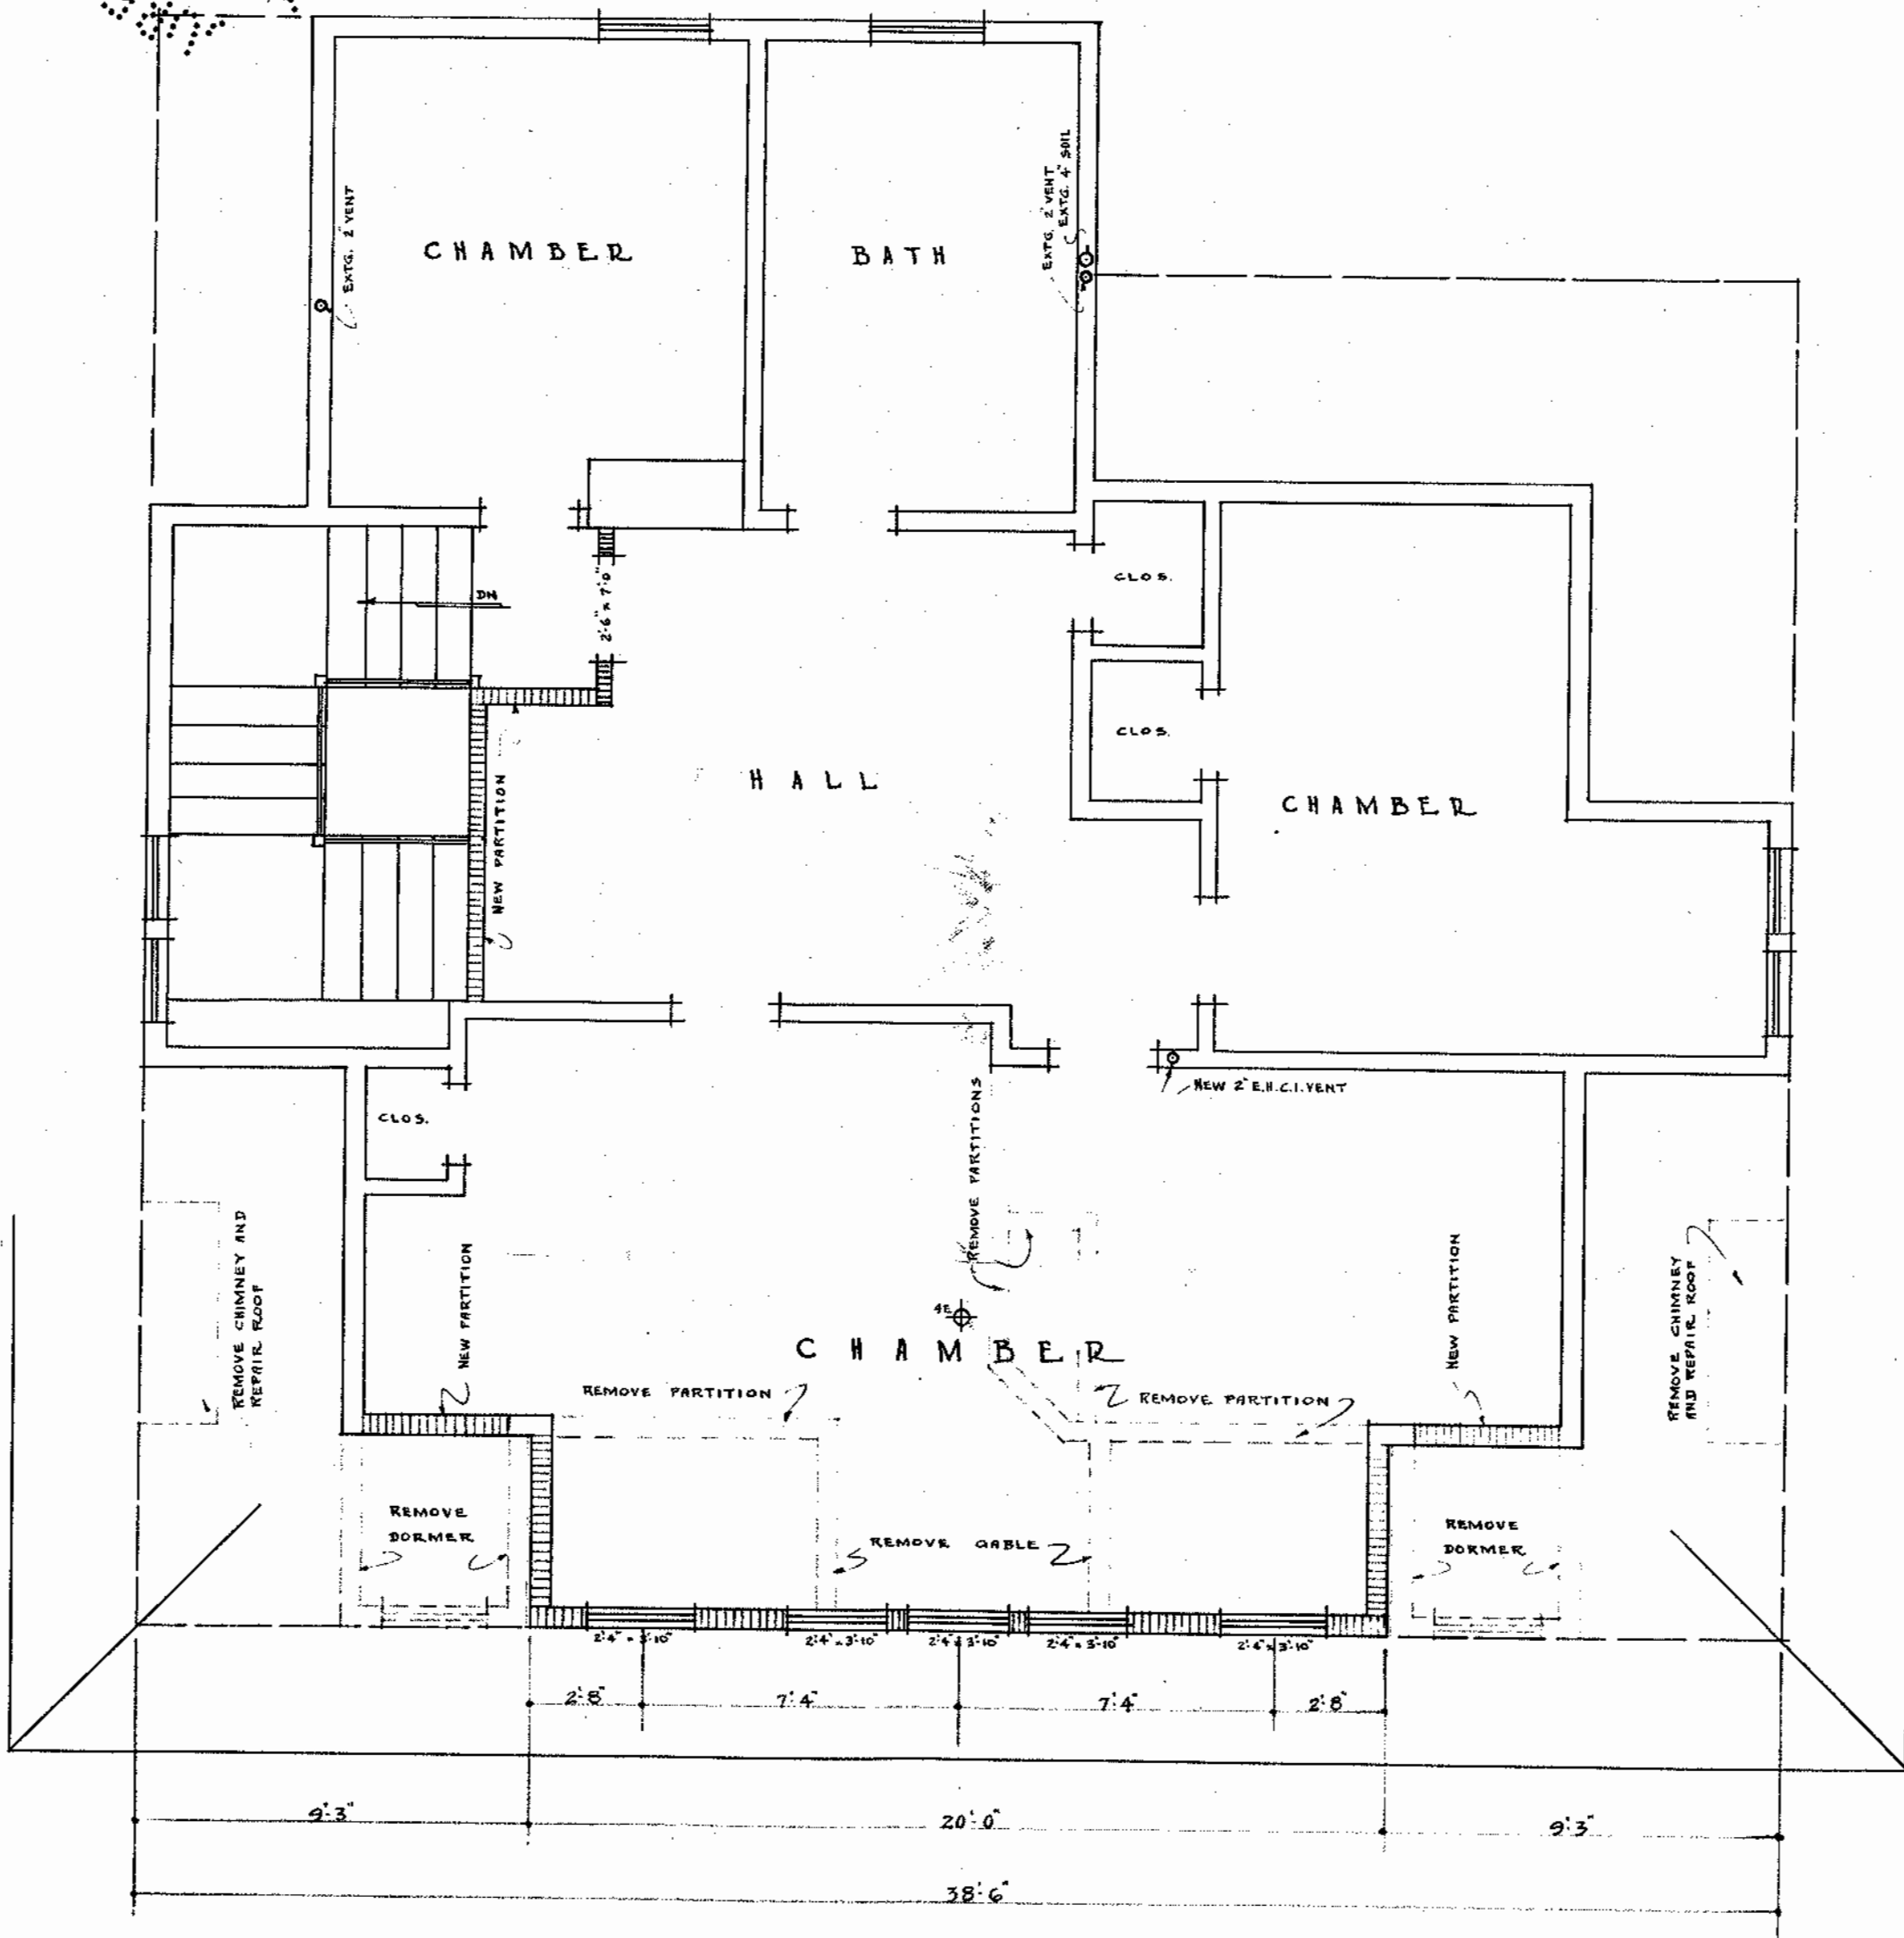 EXTG. 2" VENT
CHAMBER
BATH
EXTG. 2" VENT
EXTG. 4" SOIL
DN
2'-6" x 7'-0"
CLOS.
CLOS.
NEW PARTITION
HALL
CHAMBER
NEW 2" E.H.C.I. VENT
CLOS.
REMOVE PARTITIONS
REMOVE CHIMNEY AND
REPAIR ROOF
NEW PARTITION
4E
CHAMBER
NEW PARTITION
REMOVE CHIMNEY
AND REPAIR ROOF
REMOVE PARTITION
REMOVE PARTITION
REMOVE
DORMER
REMOVE GABLE
REMOVE
DORMER
2'-4" x 3'-10"
2'-4" x 3'-10"
2'-4" x 3'-10"
2'-4" x 3'-10"
2'-4" x 3'-10"
2'-8"
7'-4"
7'-4"
2'-8"
9'-3"
20'-0"
9'-3"
38'-6"